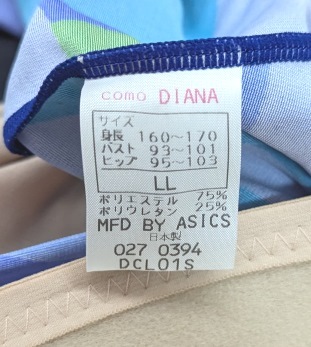 como DIANA
サイズ
身長 160～170
バスト 93～101
ヒップ 95～103
LL
ポリエステル 75%
ポリウレタン 25%
MFD BY ASICS
日本製
027 0394
DCL01S